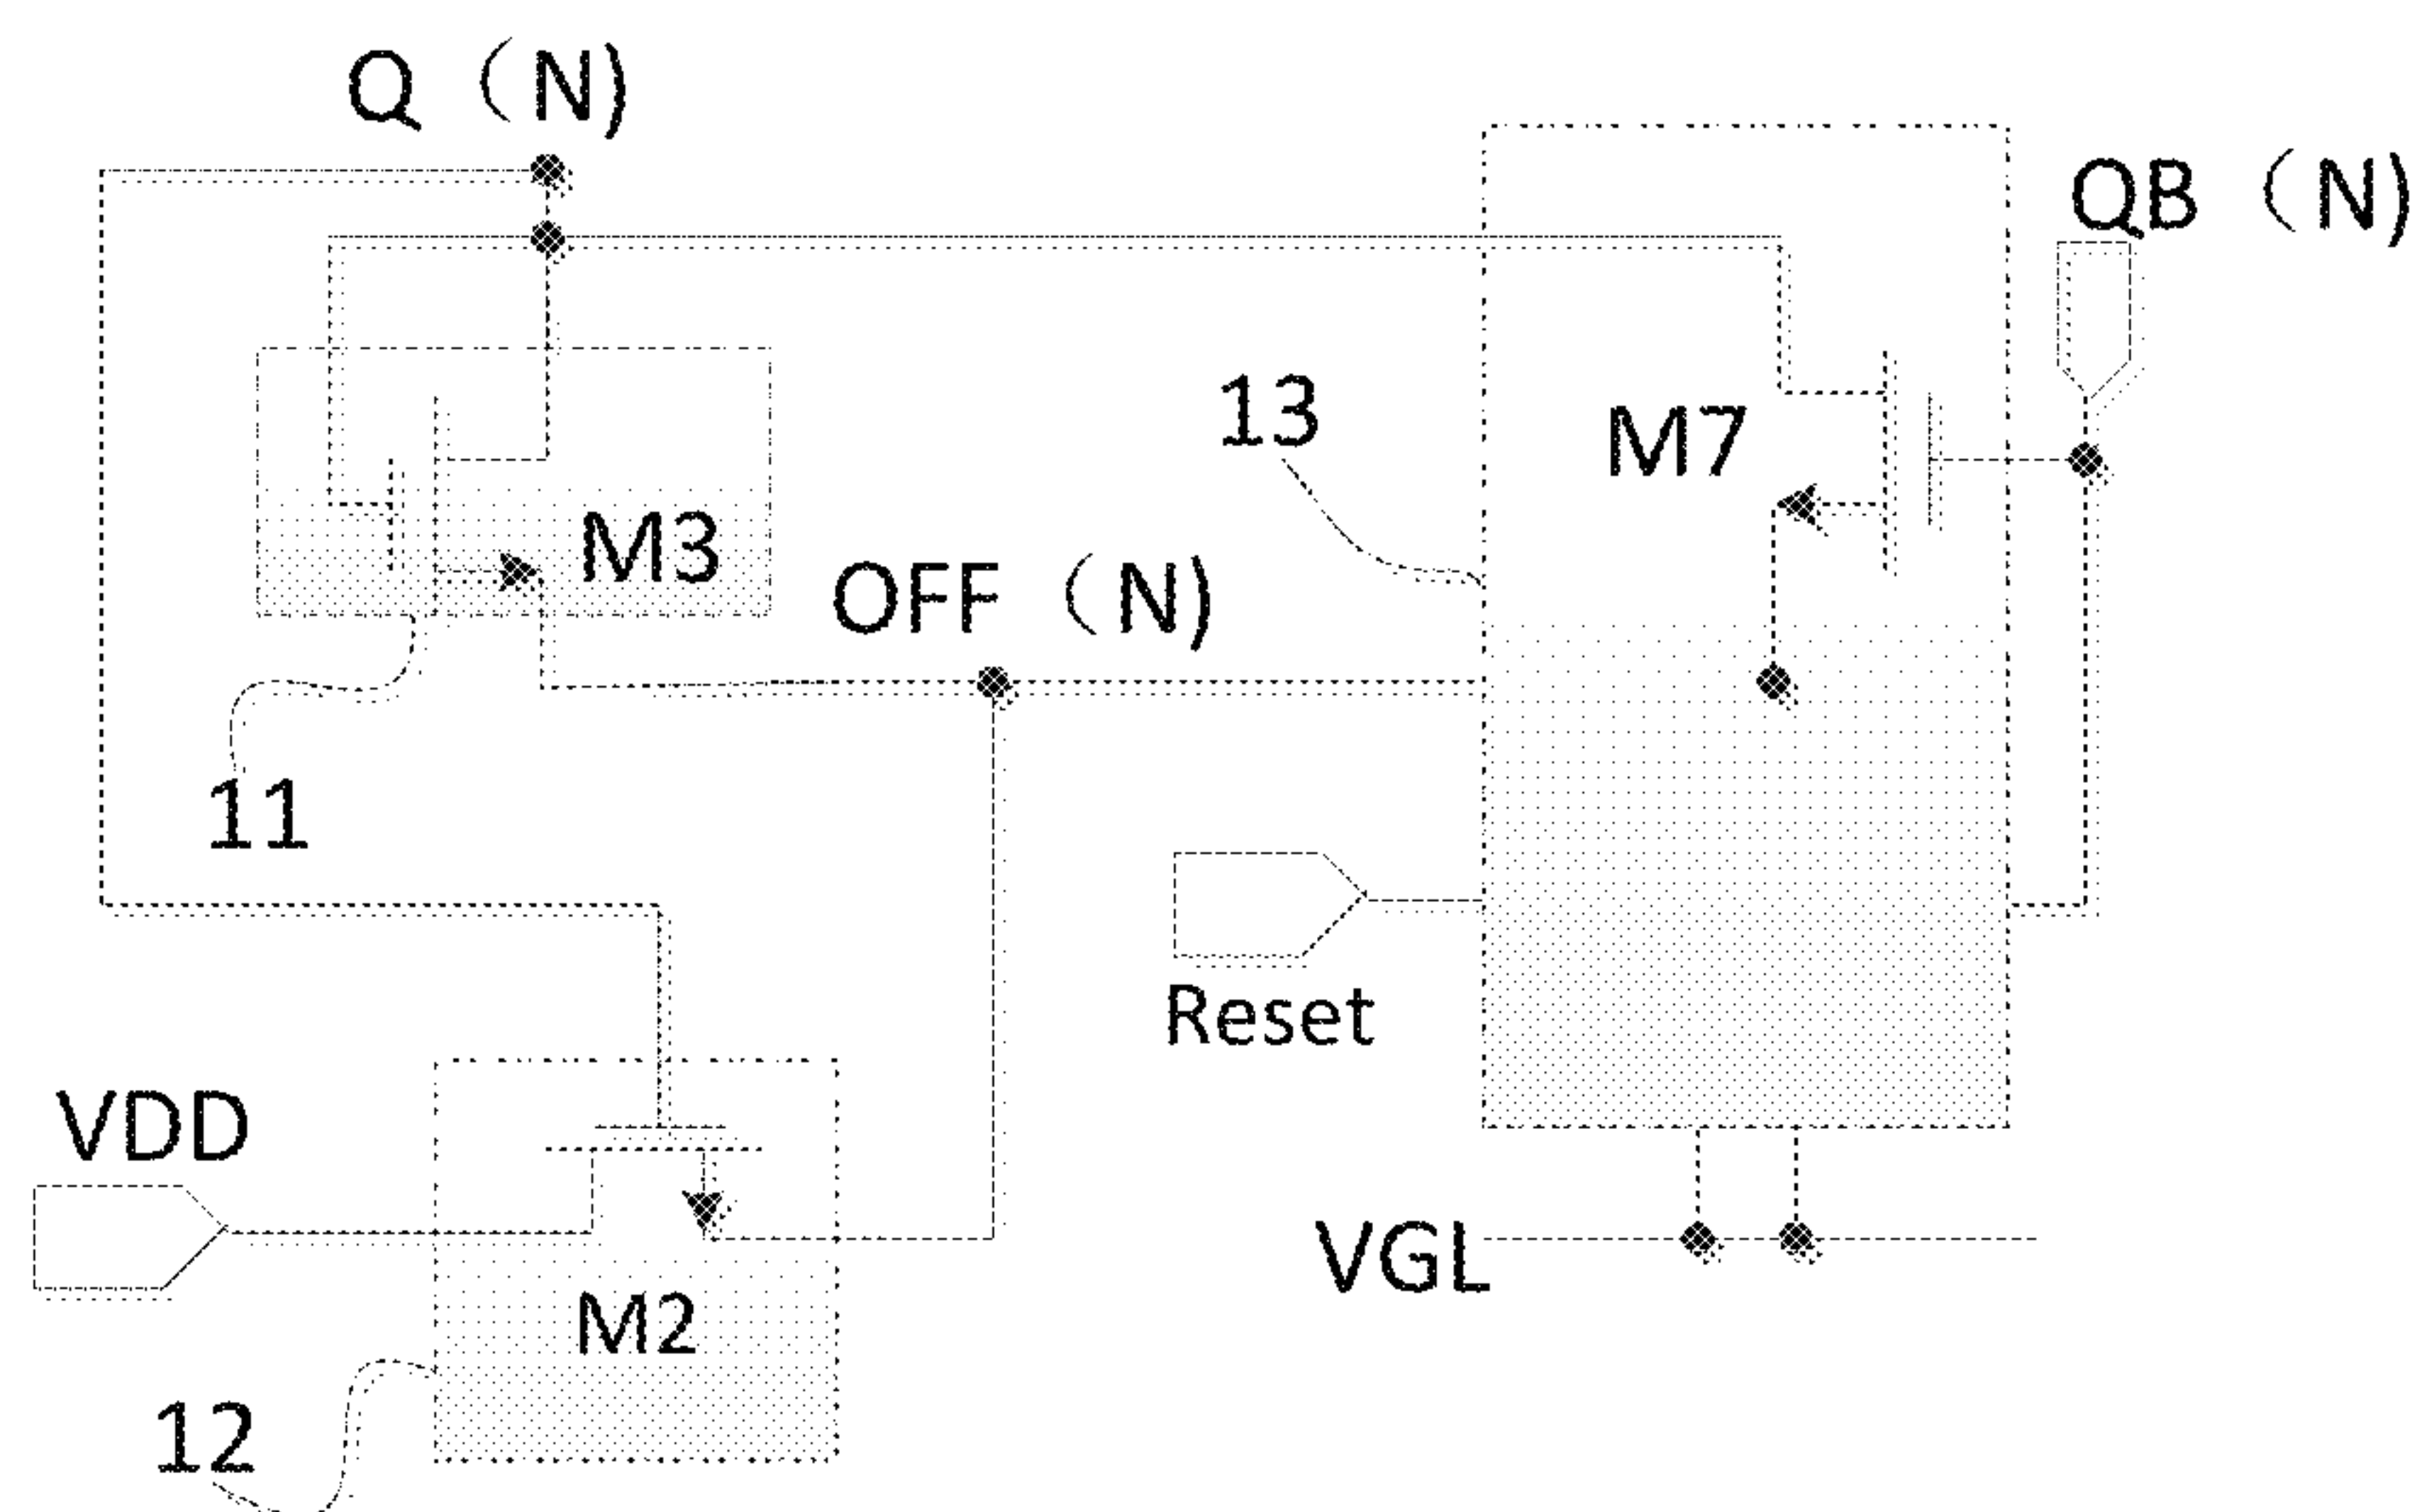 Q（N)
QB（N)
13
M7
M3
OFF（N)
11
Reset
VDD
VGL
M2
12